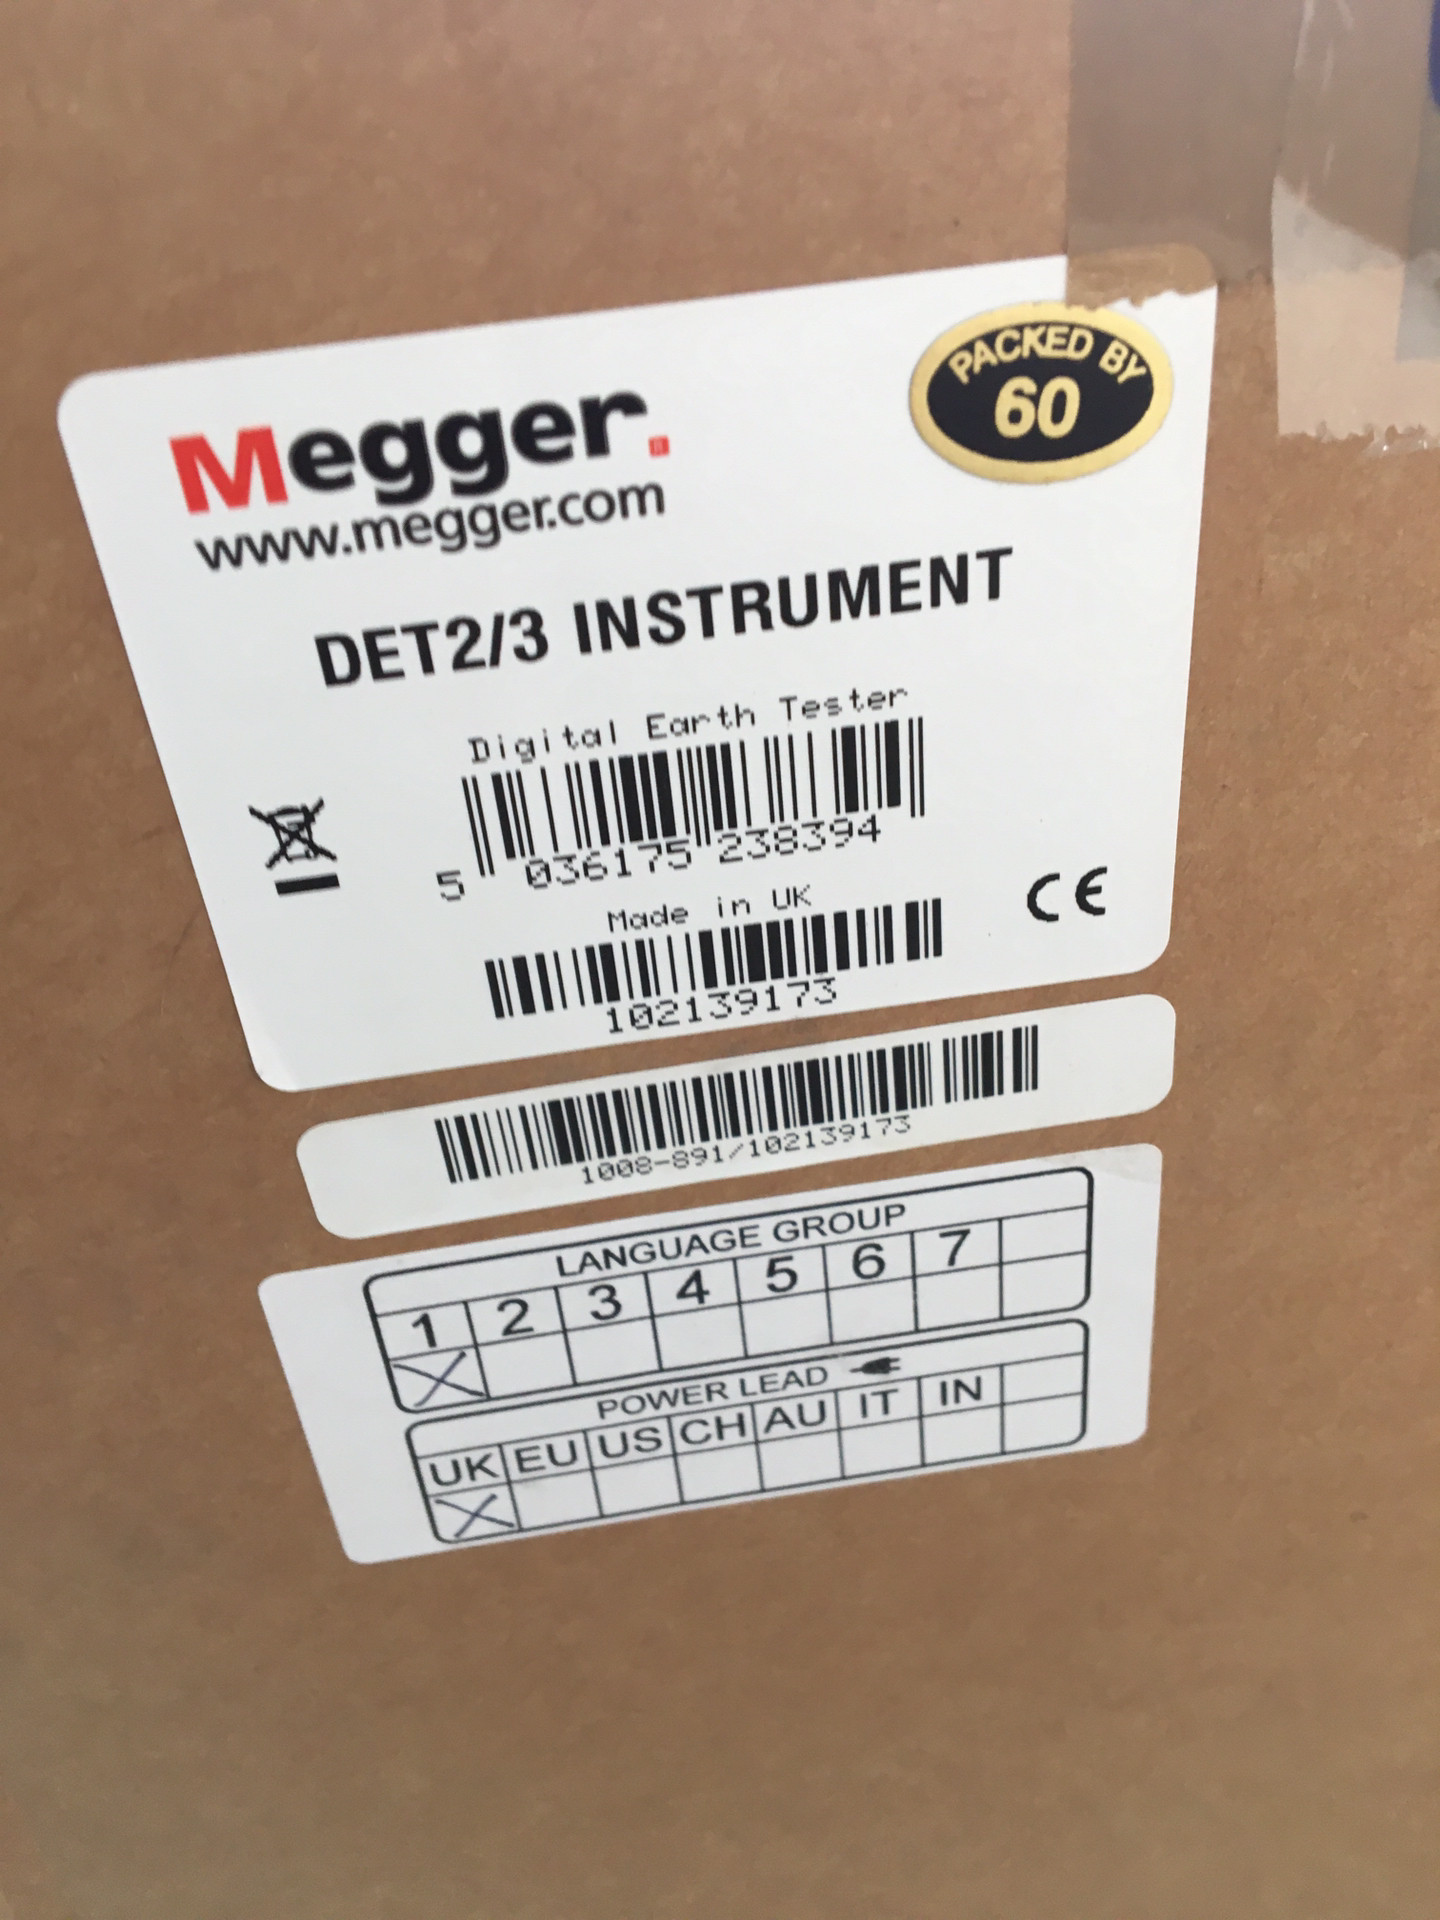 Megger.
www.megger.com
PACKED BY
60
DET2/3 INSTRUMENT
Digital Earth Tester
5 036175 238394
Made in UK
CE
102139173
1008-891/102139173
LANGUAGE GROUP
1 2 3 4 5 6 7
X
POWER LEAD
UK EU US CH AU IT IN
X